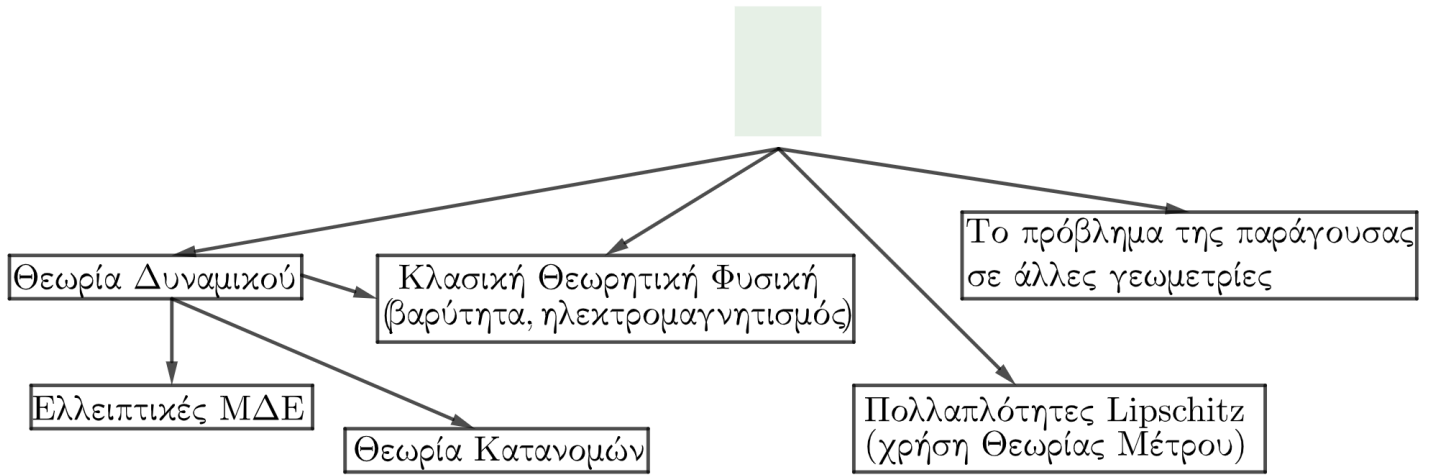 Το πρόβλημα της παράγουσας
σε άλλες γεωμετρίες
Θεωρία Δυναμικού
Κλασική Θεωρητική Φυσική
(βαρύτητα, ηλεκτρομαγνητισμός)
Ελλειπτικές ΜΔΕ
Πολλαπλότητες Lipschitz
(χρήση Θεωρίας Μέτρου)
Θεωρία Κατανομών